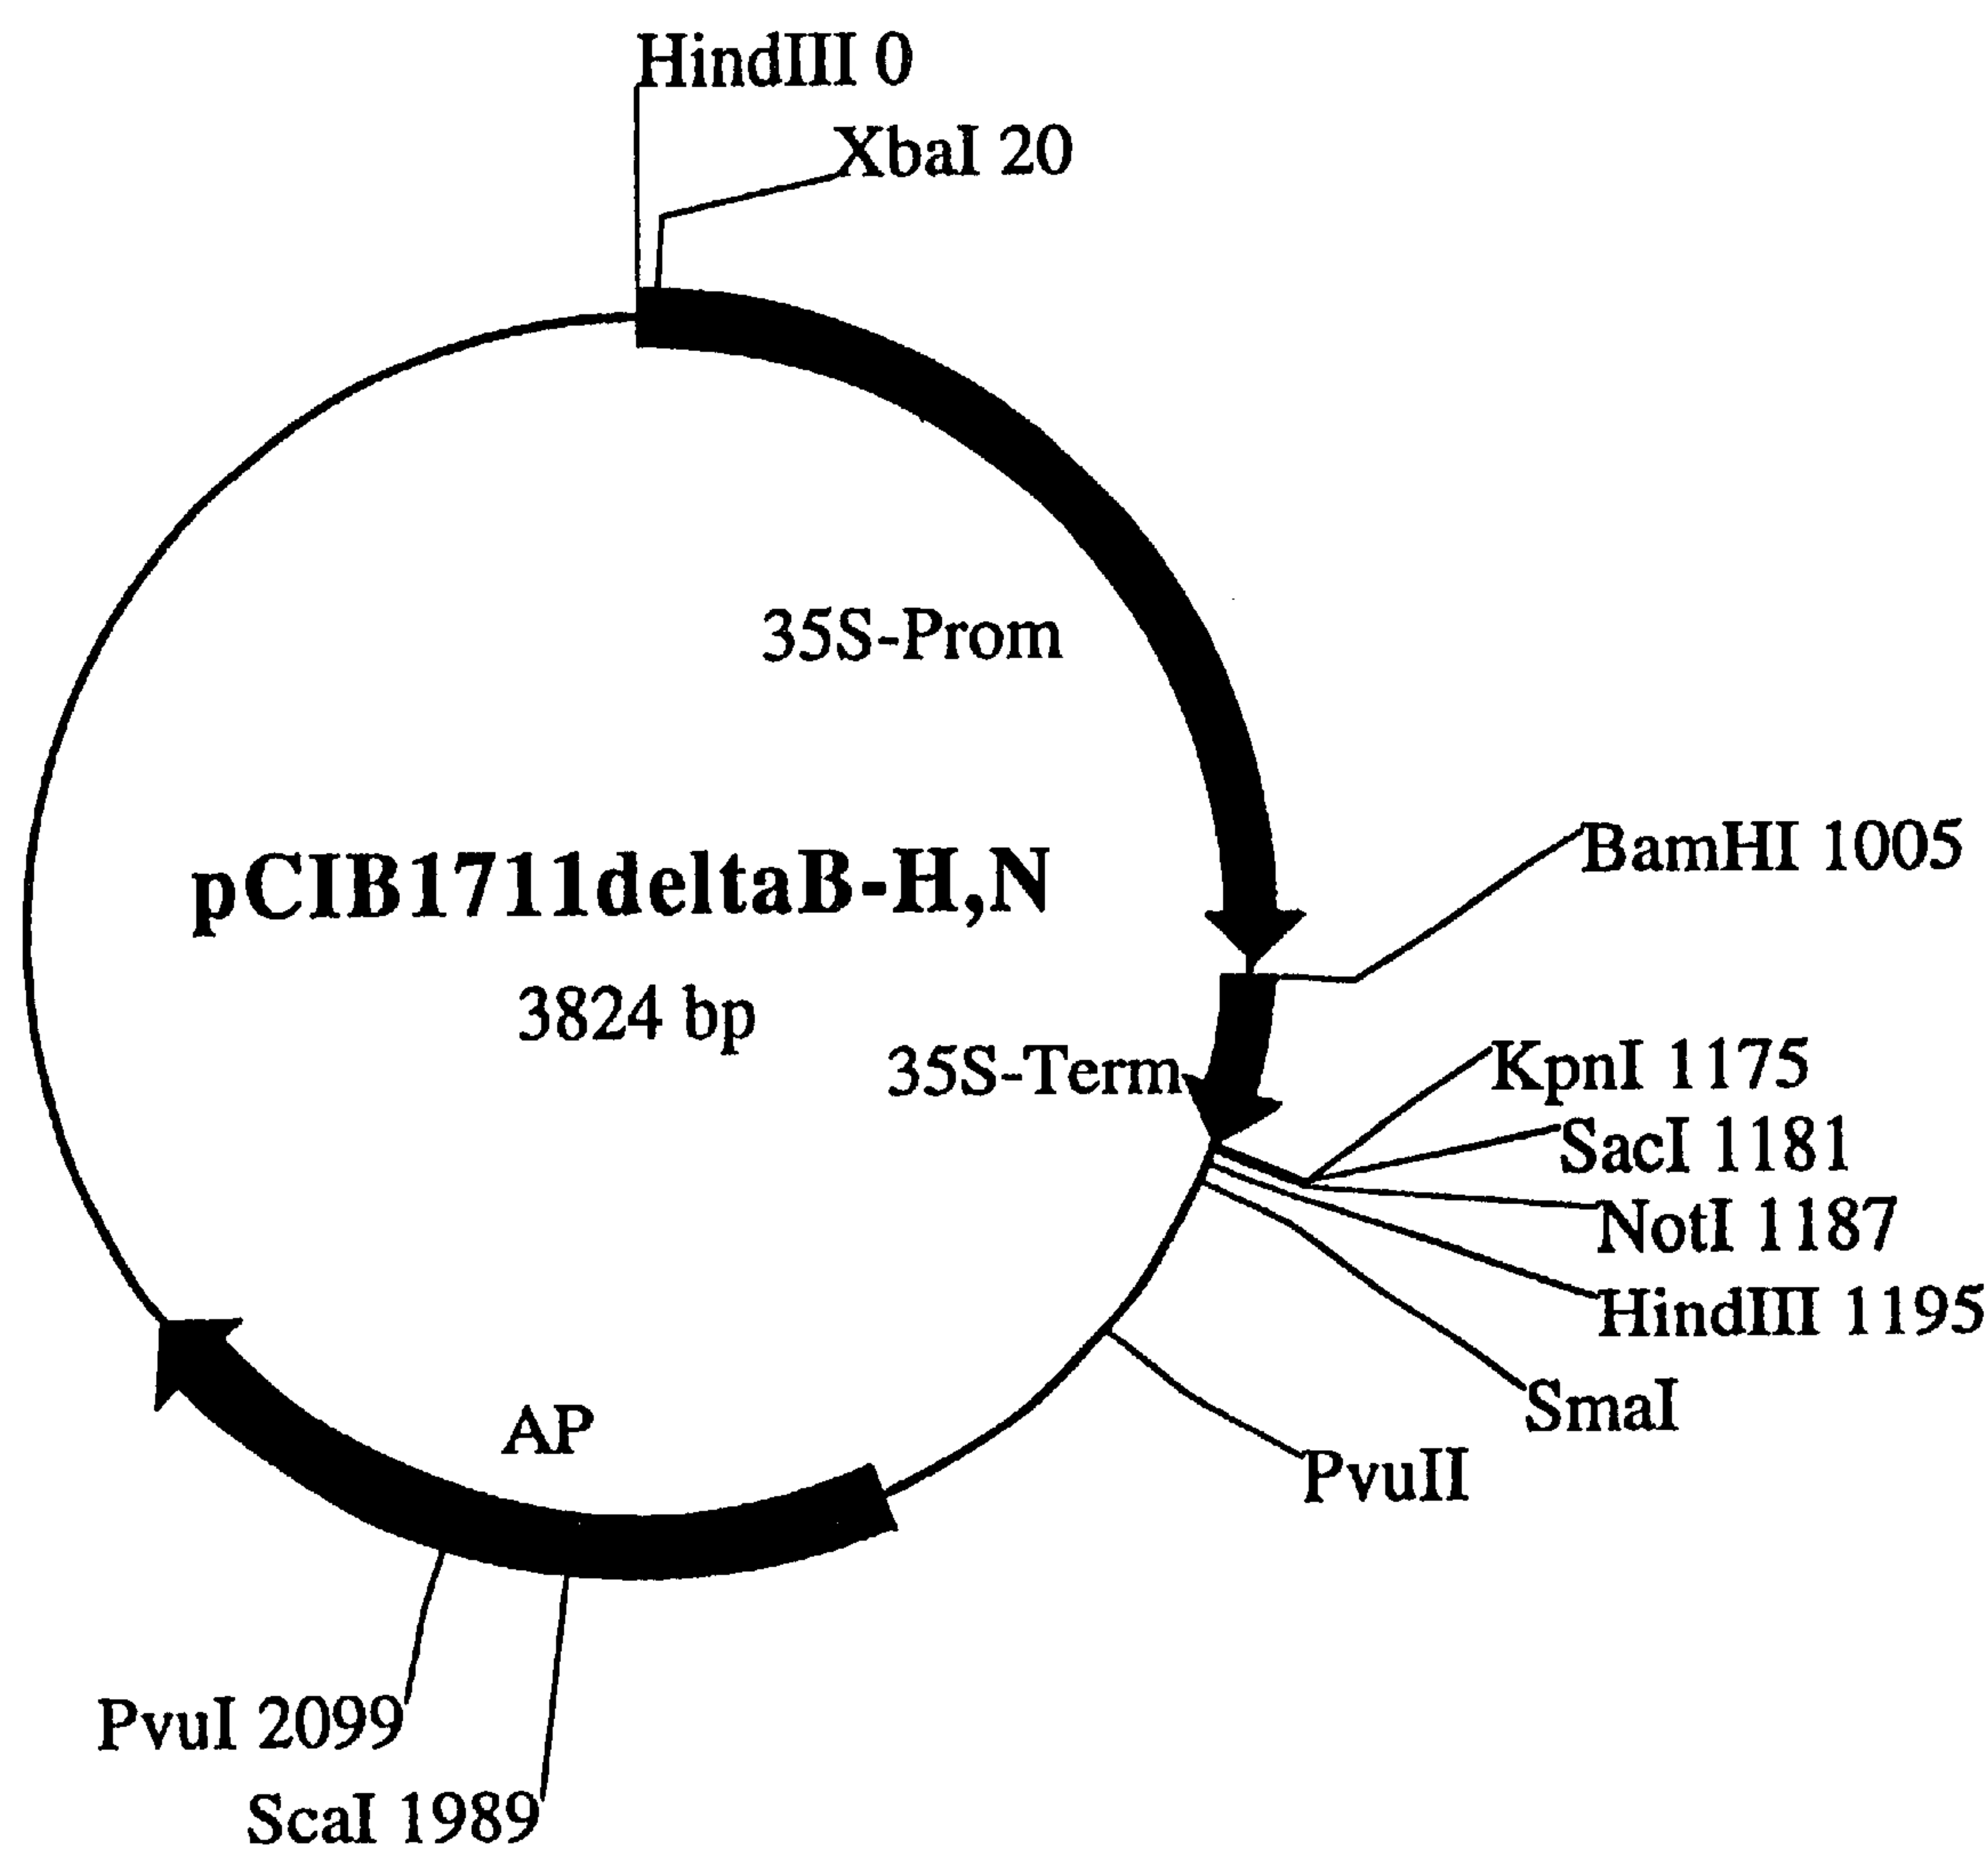 HindIII 0
XbaI 20
35S-Prom
BamHI 1005
pCIB1711deltaB-H,N
3824 bp
35S-Term
KpnI 1175
SacI 1181
NotI 1187
HindIII 1195
SmaI
PvuII
AP
PvuI 2099
ScaI 1989